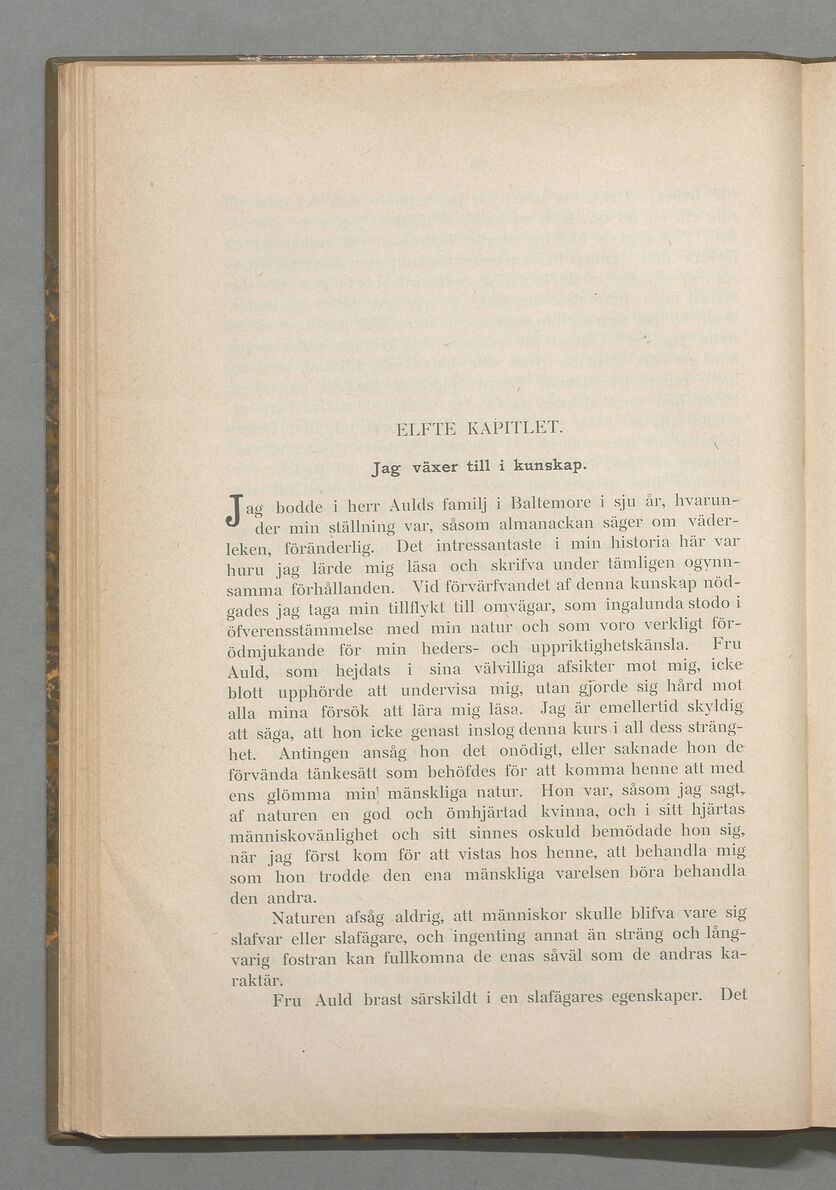 ELFTE KAPITLET.
Jag växer till i kunskap.
Jag bodde i herr Aulds familj i Baltemore i sju år, hvarun-
der min ställning var, såsom almanackan säger om väder-
leken, föränderlig. Det intressantaste i min historia här var
huru jag lärde mig läsa och skrifva under tämligen ogynn-
samma förhållanden. Vid förvärfvandet af denna kunskap nöd-
gades jag taga min tillflykt till omvägar, som ingalunda stodo i
öfverensstämmelse med min natur och som voro verkligt för-
ödmjukande för min heders- och uppriktighetskänsla. Fru
Auld, som hejdats i sina välvilliga afsikter mot mig, icke
blott upphörde att undervisa mig, utan gjorde sig hård mot
alla mina försök att lära mig läsa. Jag är emellertid skyldig
att säga, att hon icke genast inslog denna kurs i all dess sträng-
het. Antingen ansåg hon det onödigt, eller saknade hon de
förvända tänkesätt som behöfdes för att komma henne att med
ens glömma min mänskliga natur. Hon var, såsom jag sagt,
af naturen en god och ömhjärtad kvinna, och i sitt hjärtas
människovänlighet och sitt sinnes oskuld bemödade hon sig,
när jag först kom för att vistas hos henne, att behandla mig
som hon trodde den ena mänskliga varelsen böra behandla
den andra.
Naturen afsåg aldrig, att människor skulle blifva vare sig
slafvar eller slafägare, och ingenting annat än sträng och lång-
varig fostran kan fullkomna de enas såväl som de andras ka-
raktär.
Fru Auld brast särskildt i en slafägares egenskaper. Det